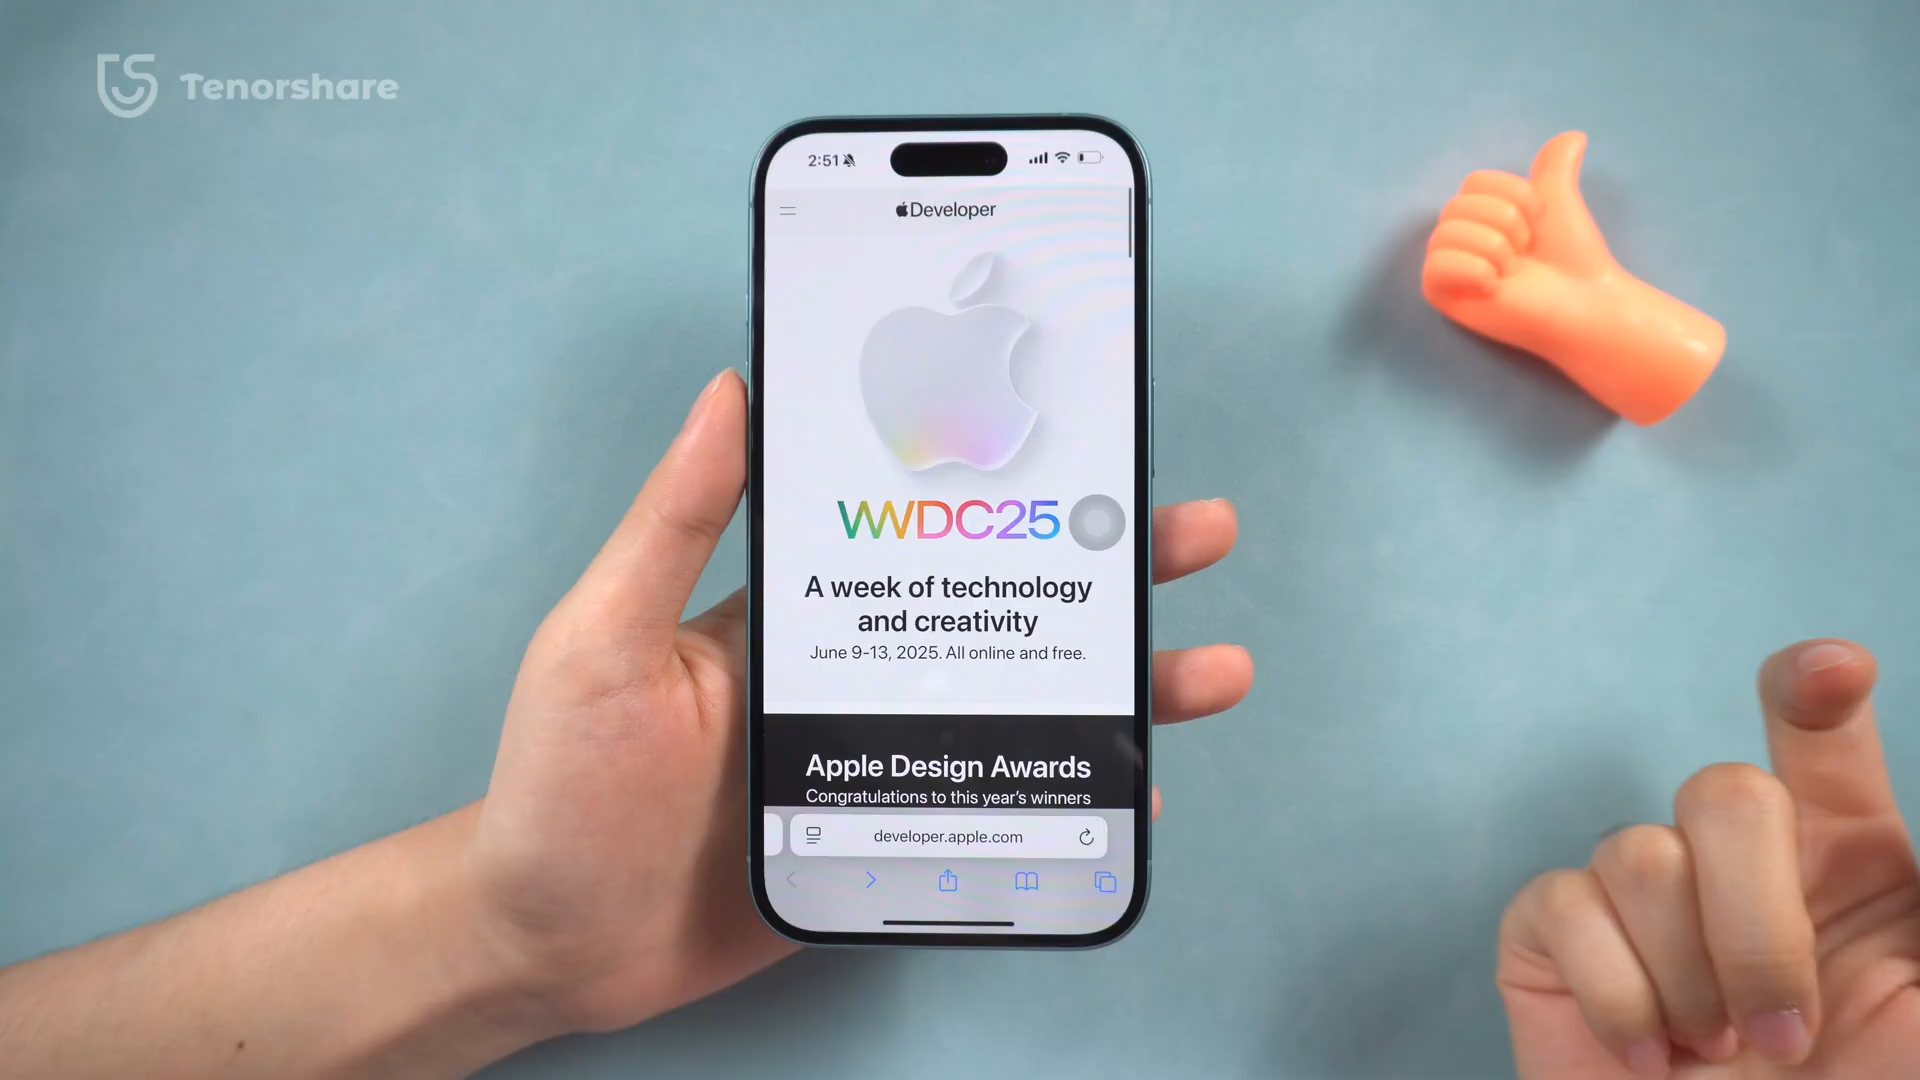 Tenorshare
2:51
Developer
WWDC25
A week of technology
and creativity
June 9-13, 2025. All online and free.
Apple Design Awards
Congratulations to this year's winners
developer.apple.com